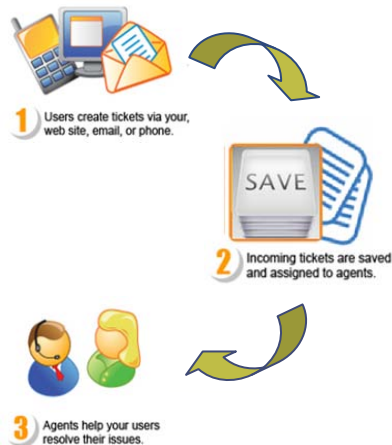 1 Users create tickets via your,
web site, email, or phone.
SAVE
2 Incoming tickets are saved
and assigned to agents.
3 Agents help your users
resolve their issues.